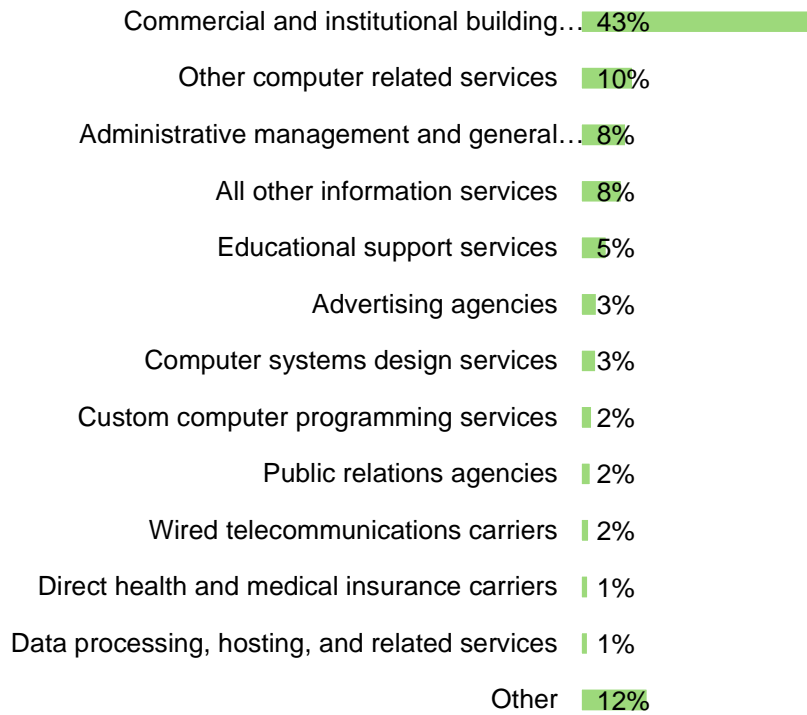 Commercial and institutional building… 43%
Other computer related services 10%
Administrative management and general… 8%
All other information services 8%
Educational support services 5%
Advertising agencies 3%
Computer systems design services 3%
Custom computer programming services 2%
Public relations agencies 2%
Wired telecommunications carriers 2%
Direct health and medical insurance carriers 1%
Data processing, hosting, and related services 1%
Other 12%